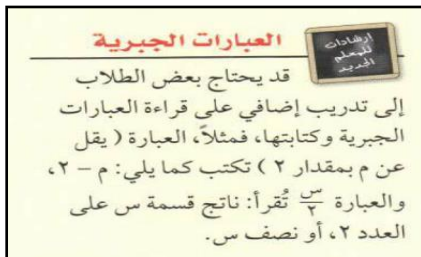 إرشادات
للمعلم
الجديد
العبارات الجبرية
قد يحتاج بعض الطلاب
إلى تدريب إضافي على قراءة العبارات
الجبرية وكتابتها، فمثلاً، العبارة ( يقل
عن م بمقدار ٢ ) تكتب كما يلي: م – ٢،
والعبارة س/٢ تُقرأ: ناتج قسمة س على
العدد ٢، أو نصف س.